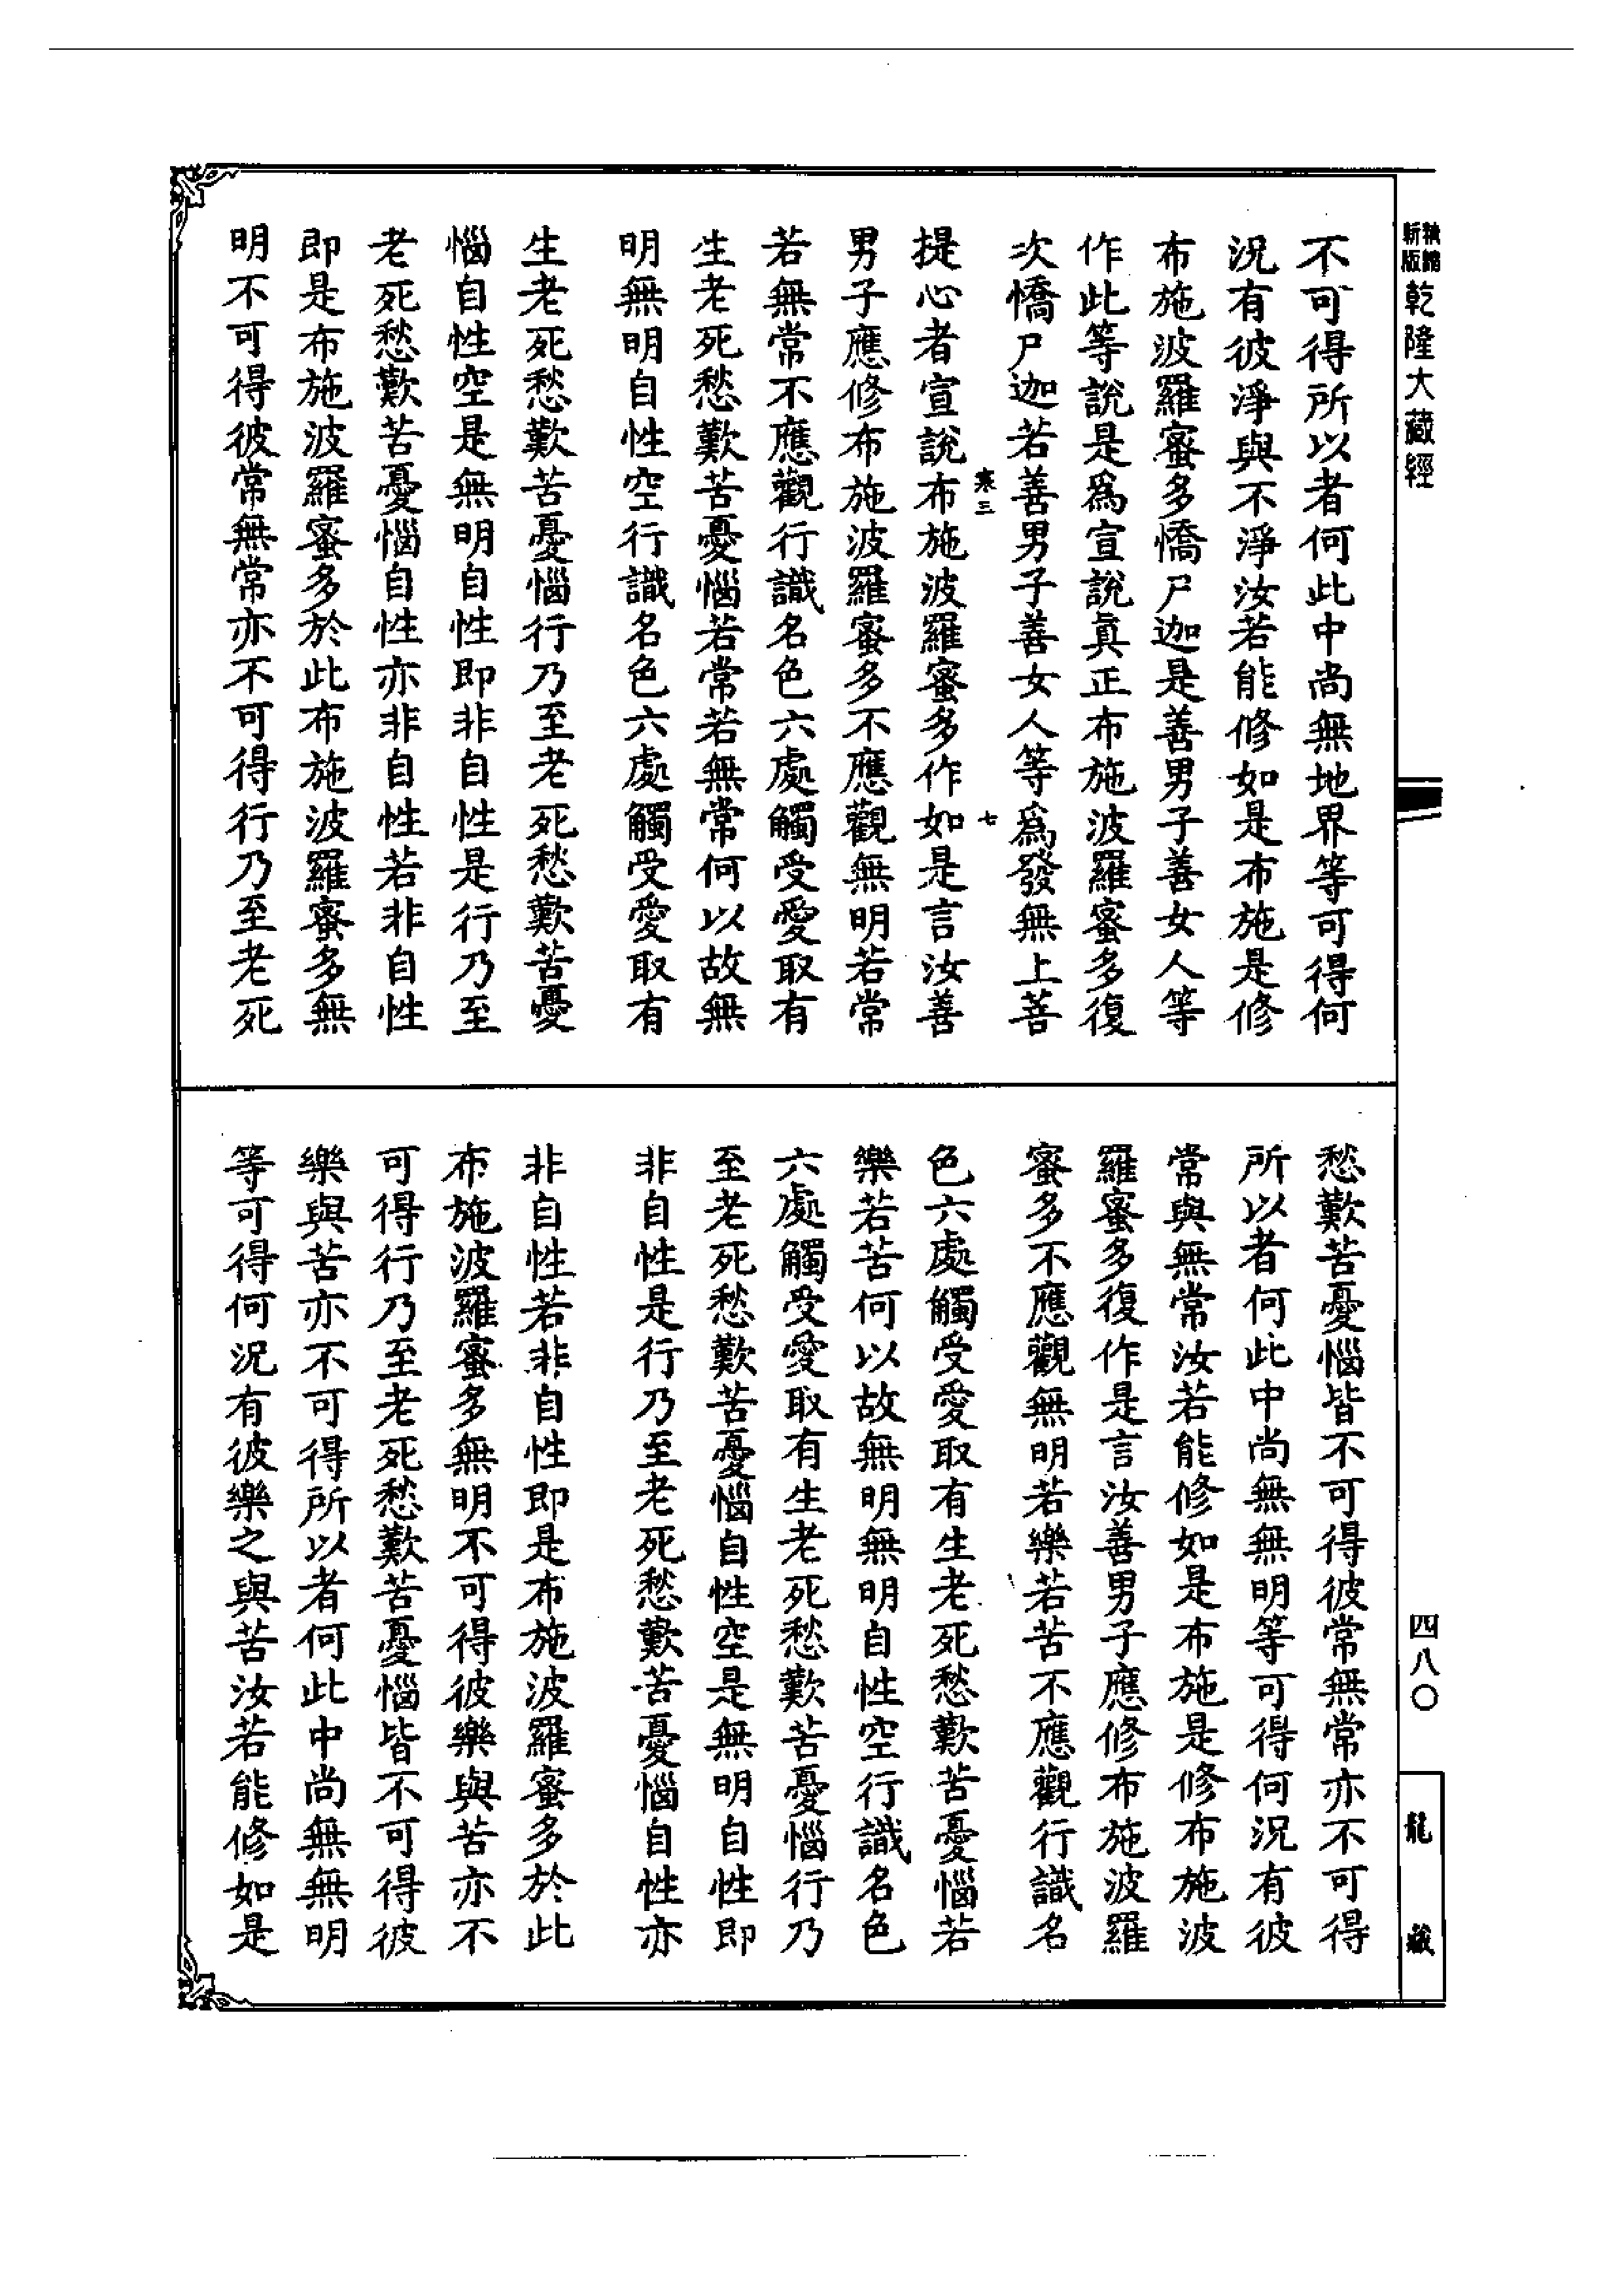 新版
乾隆大藏經
四八〇
龍藏
不可得所以者何此中尚無地界等可得何
況有彼淨與不淨汝若能修如是布施是修
布施波羅蜜多憍尸迦是善男子善女人等
作此等說是爲宣說眞正布施波羅蜜多復
次憍尸迦若善男子善女人等爲發無上菩
寒三
七
提心者宣說布施波羅蜜多作如是言汝善
男子應修布施波羅蜜多不應觀無明若常
若無常不應觀行識名色六處觸受愛取有
生老死愁歎苦憂惱若常若無常何以故無
明無明自性空行識名色六處觸受愛取有
生老死愁歎苦憂惱行乃至老死愁歎苦憂
惱自性空是無明自性即非自性是行乃至
老死愁歎苦憂惱自性亦非自性若非自性
即是布施波羅蜜多於此布施波羅蜜多無
明不可得彼常無常亦不可得行乃至老死
愁歎苦憂惱皆不可得彼常無常亦不可得
所以者何此中尚無無明等可得何況有彼
常與無常汝若能修如是布施是修布施波
羅蜜多復作是言汝善男子應修布施波羅
蜜多不應觀無明若樂若苦不應觀行識名
色六處觸受愛取有生老死愁歎苦憂惱若
樂若苦何以故無明無明自性空行識名色
六處觸受愛取有生老死愁歎苦憂惱行乃
至老死愁歎苦憂惱自性空是無明自性即
非自性是行乃至老死愁歎苦憂惱自性亦
非自性若非自性即是布施波羅蜜多於此
布施波羅蜜多無明不可得彼樂與苦亦不
可得行乃至老死愁歎苦憂惱皆不可得彼
樂與苦亦不可得所以者何此中尚無無明
等可得何況有彼樂之與苦汝若能修如是